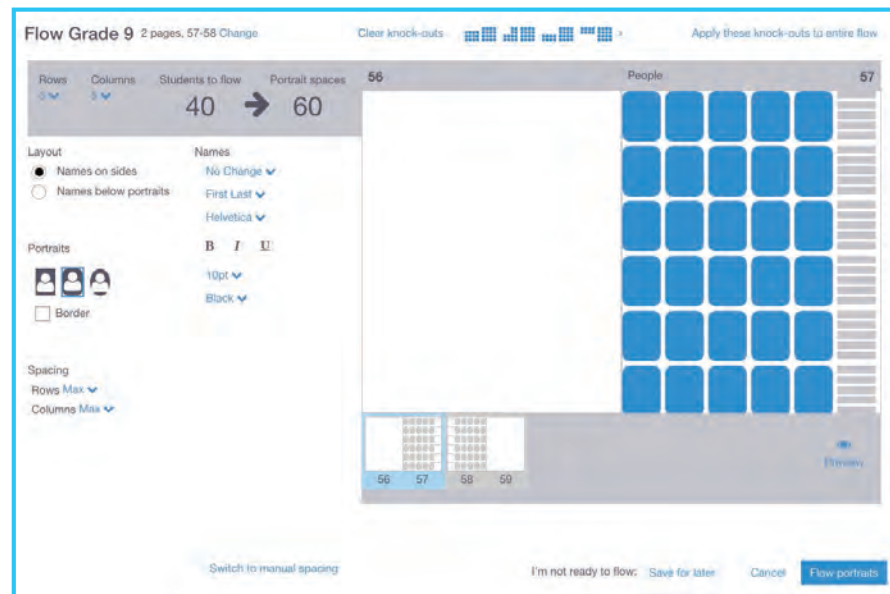 Flow Grade 9 2 pages, 57-58 Change
Clear knock-outs
Apply these knock-outs to entire flow
Rows Columns Students to flow Portrait spaces
5
40 60
56 People 57
Layout
Names on sides
Names below portraits
Names
No Change
First Last
Helvetica
B I U
10pt
Black
Portraits
Border
Spacing
Rows Max
Columns Max
56 57 58 59
Preview
Switch to manual spacing
I'm not ready to flow: Save for later Cancel Flow portraits